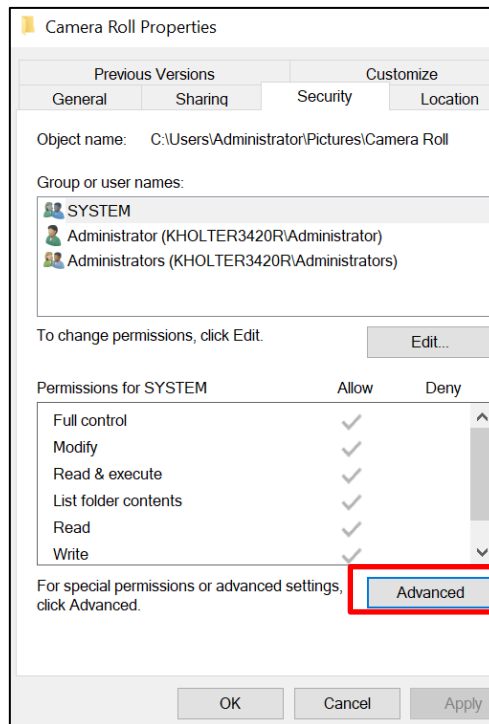 Camera Roll Properties
Previous Versions Customize
General Sharing Security Location
Object name: C:\Users\Administrator\Pictures\Camera Roll
Group or user names:
SYSTEM
Administrator (KHOLTER3420R\Administrator)
Administrators (KHOLTER3420R\Administrators)
To change permissions, click Edit. Edit...
Permissions for SYSTEM Allow Deny
Full control
Modify
Read & execute
List folder contents
Read
Write
For special permissions or advanced settings, Advanced
click Advanced.
OK Cancel Apply